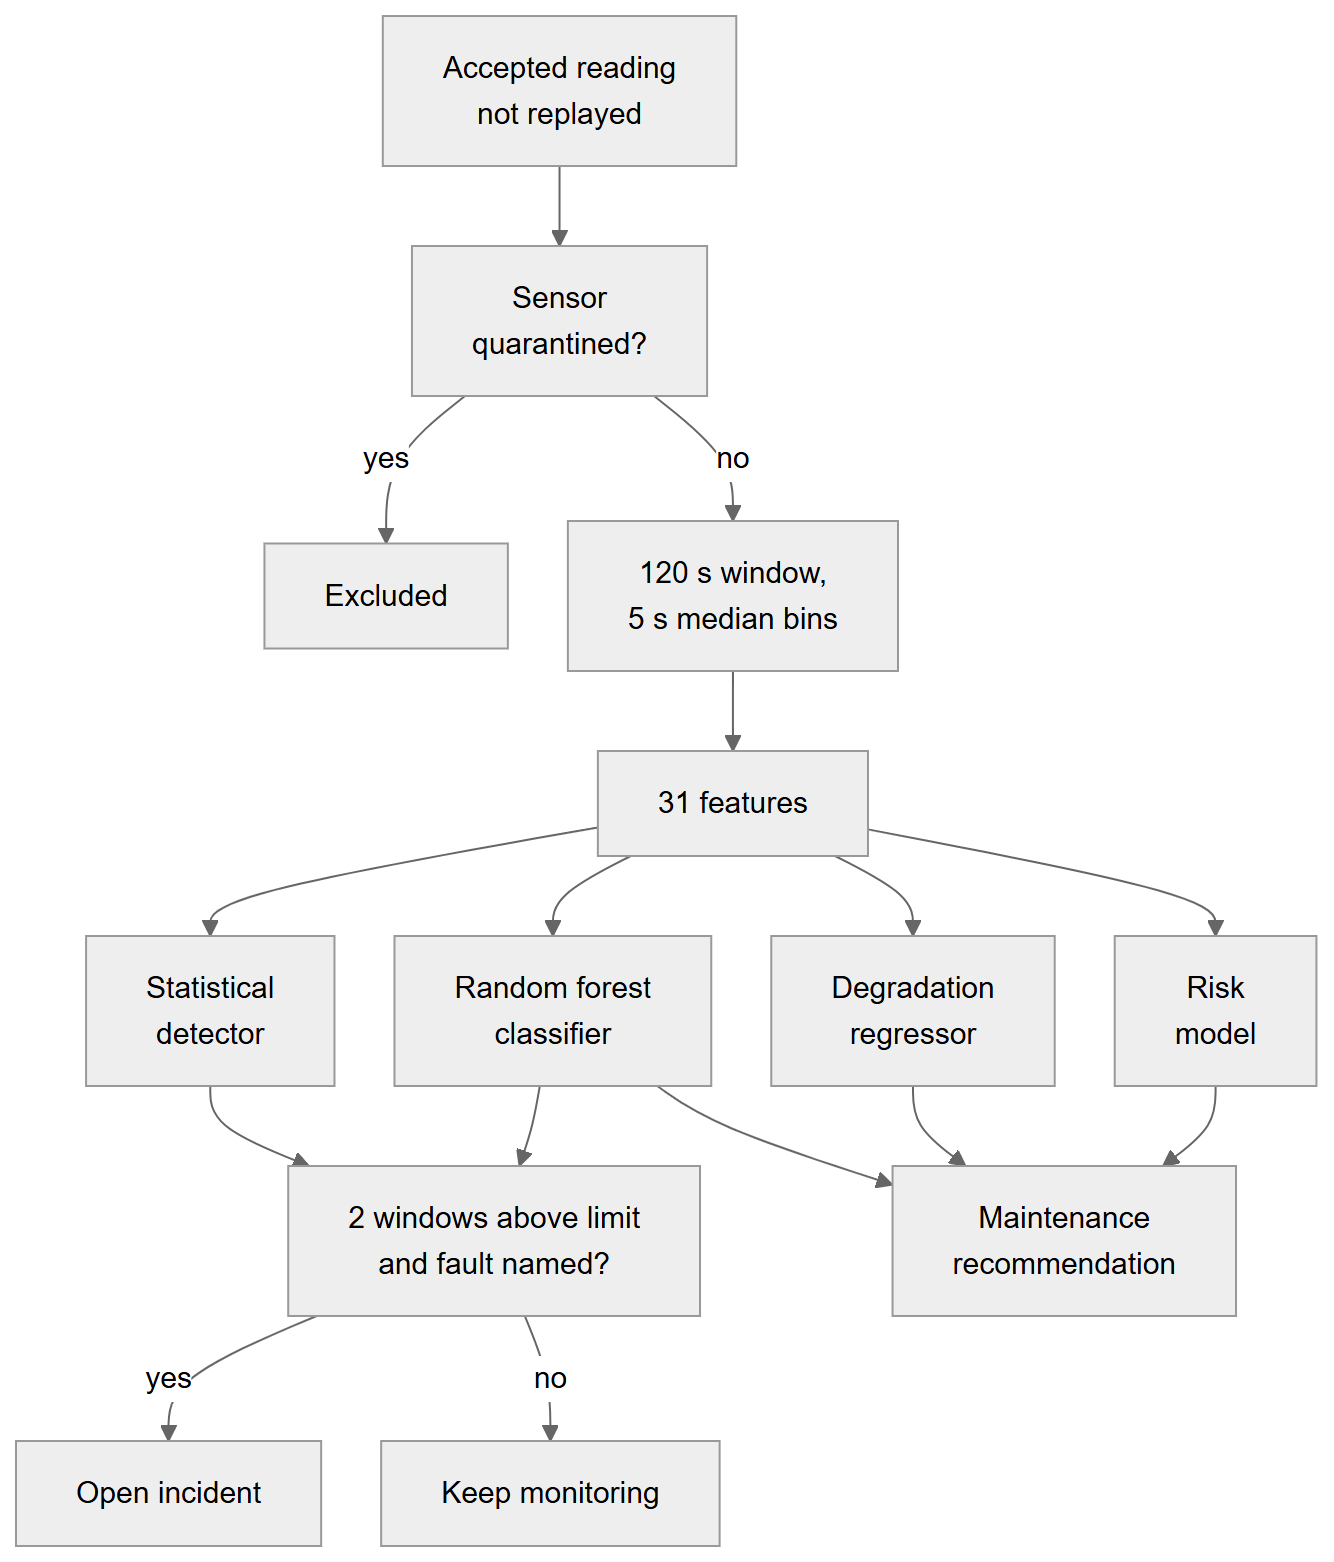 Accepted reading
not replayed
Sensor
quarantined?
yes
no
Excluded
120 s window,
5 s median bins
31 features
Statistical
detector
Random forest
classifier
Degradation
regressor
Risk
model
2 windows above limit
and fault named?
Maintenance
recommendation
yes
no
Open incident
Keep monitoring